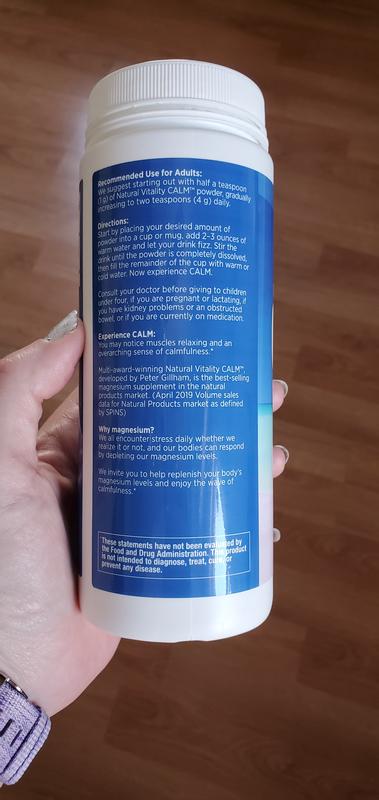 Recommended Use for Adults:
We suggest starting out with half a teaspoon
(1 g) of Natural Vitality CALM™ powder, gradually
increasing to two teaspoons (4 g) daily.
Directions:
Start by placing your desired amount of
powder into a cup or mug, add 2–3 ounces of
warm water and let your drink fizz. Stir the
drink until the powder is completely dissolved,
then fill the remainder of the cup with warm or
cold water. Now experience CALM.
Consult your doctor before giving to children
under four, if you are pregnant or lactating, if
you have kidney problems or an obstructed
bowel, or if you are currently on medication.
Experience CALM:
You may notice muscles relaxing and an
overarching sense of calmfulness.*
Multi-award-winning Natural Vitality CALM™,
developed by Peter Gillham, is the best-selling
magnesium supplement in the natural
products market. (April 2019 Volume sales
data for Natural Products market as defined
by SPINS)
Why magnesium?
We all encounter stress daily whether we
realize it or not, and our bodies can respond
by depleting our magnesium levels.
We invite you to help replenish your body's
magnesium levels and enjoy the wave of
calmfulness.*
These statements have not been evaluated by
the Food and Drug Administration. This product
is not intended to diagnose, treat, cure, or
prevent any disease.